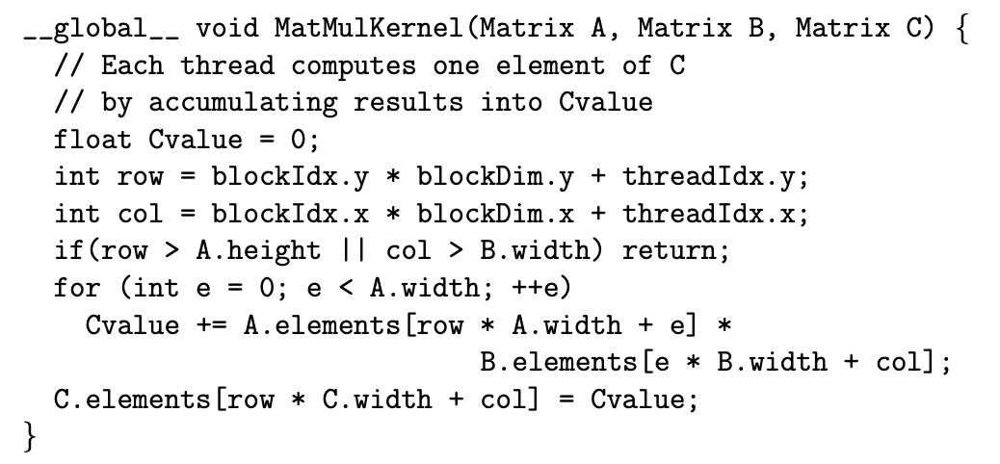 __global__ void MatMulKernel(Matrix A, Matrix B, Matrix C) {
// Each thread computes one element of C
// by accumulating results into Cvalue
float Cvalue = 0;
int row = blockIdx.y * blockDim.y + threadIdx.y;
int col = blockIdx.x * blockDim.x + threadIdx.x;
if(row > A.height || col > B.width) return;
for (int e = 0; e < A.width; ++e)
Cvalue += A.elements[row * A.width + e] *
B.elements[e * B.width + col];
C.elements[row * C.width + col] = Cvalue;
}